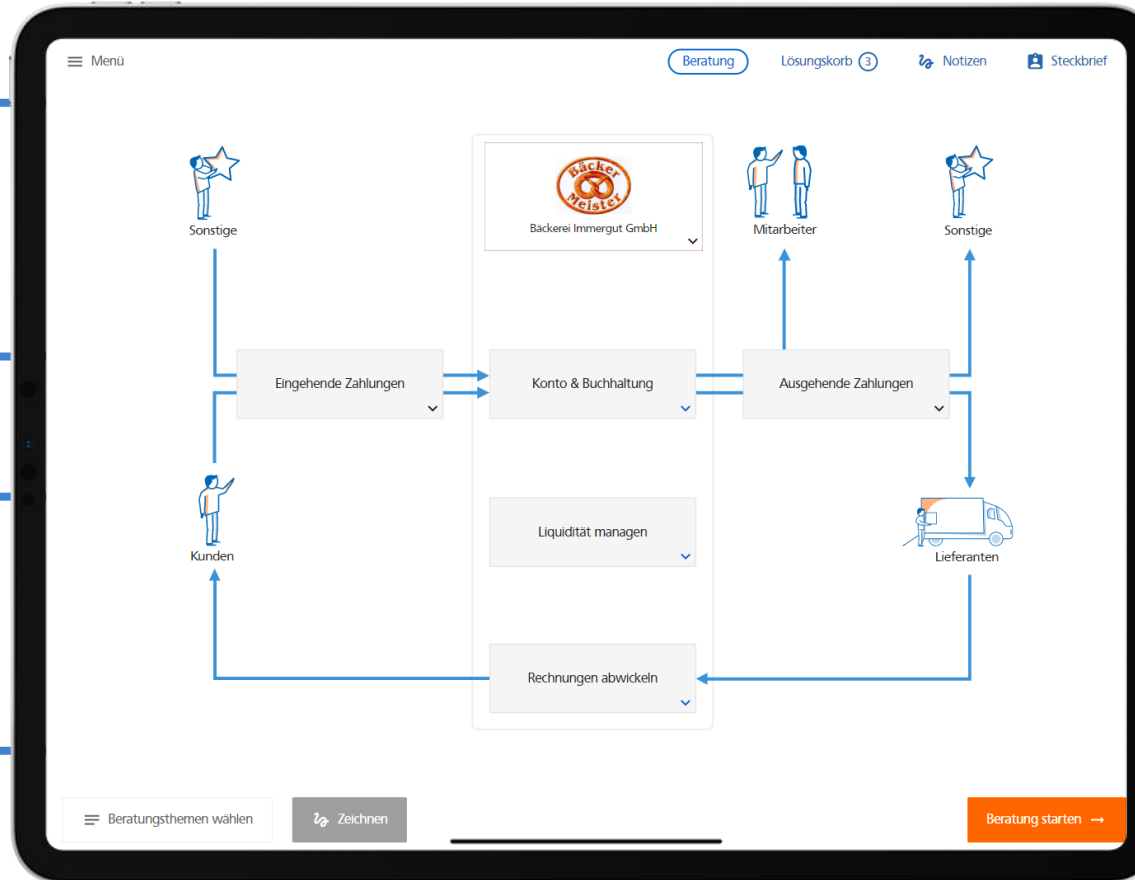 Menü
Beratung
Lösungskorb 3
Notizen
Steckbrief
Bäcker
Meister
Bäckerei Immergut GmbH
Sonstige
Mitarbeiter
Sonstige
Eingehende Zahlungen
Konto & Buchhaltung
Ausgehende Zahlungen
Liquidität managen
Kunden
Lieferanten
Rechnungen abwickeln
Beratungsthemen wählen
Zeichnen
Beratung starten →